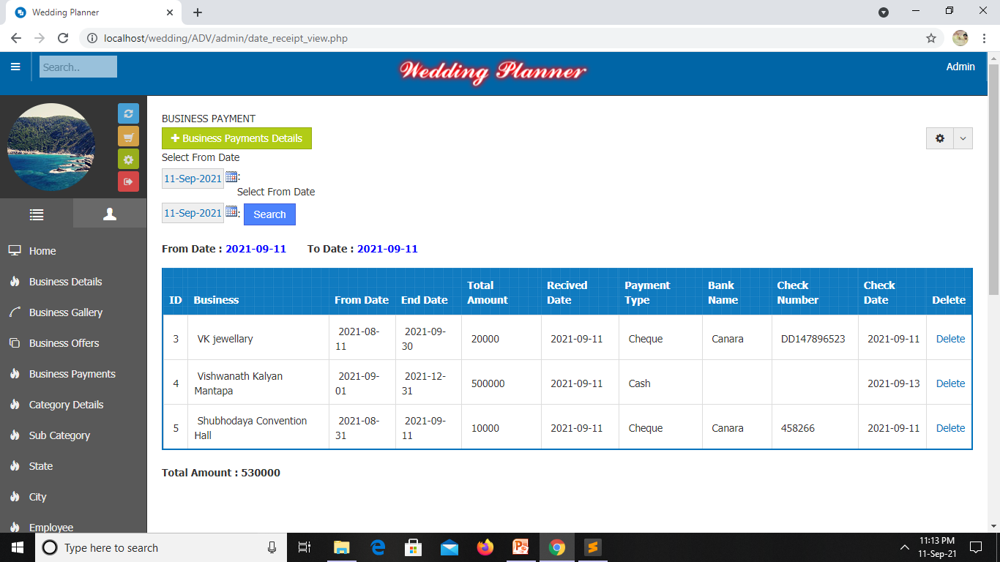 Wedding Planner
localhost/wedding/ADV/admin/date_receipt_view.php
Search..
Wedding Planner
Admin
Home
Business Details
Business Gallery
Business Offers
Business Payments
Category Details
Sub Category
State
City
Employee
BUSINESS PAYMENT
Business Payments Details
Select From Date
11-Sep-2021 :
Select From Date
11-Sep-2021 : Search
From Date : 2021-09-11 To Date : 2021-09-11
ID Business From Date End Date Total Amount Recived Date Payment Type Bank Name Check Number Check Date Delete
3 VK jewellary 2021-08-11 2021-09-30 20000 2021-09-11 Cheque Canara DD147896523 2021-09-11 Delete
4 Vishwanath Kalyan Mantapa 2021-09-01 2021-12-31 500000 2021-09-11 Cash 2021-09-13 Delete
5 Shubhodaya Convention Hall 2021-08-31 2021-09-11 10000 2021-09-11 Cheque Canara 458266 2021-09-11 Delete
Total Amount : 530000
Type here to search
11:13 PM
11-Sep-21